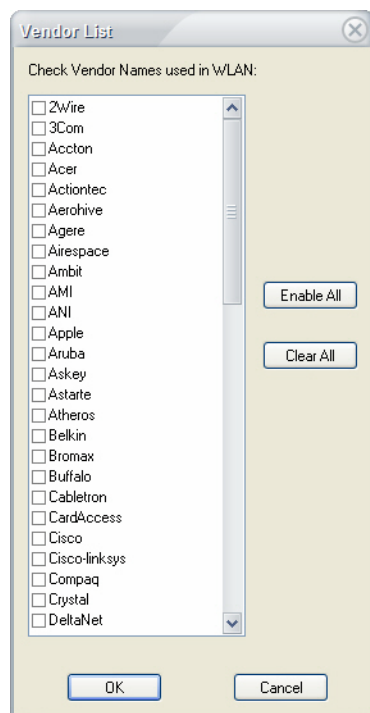 Vendor List
Check Vendor Names used in WLAN:
2Wire
3Com
Accton
Acer
Actiontec
Aerohive
Agere
Airespace
Ambit
AMI
ANI
Apple
Aruba
Askey
Astarte
Atheros
Belkin
Bromax
Buffalo
Cabletron
CardAccess
Cisco
Cisco-linksys
Compaq
Crystal
DeltaNet
Enable All
Clear All
OK
Cancel